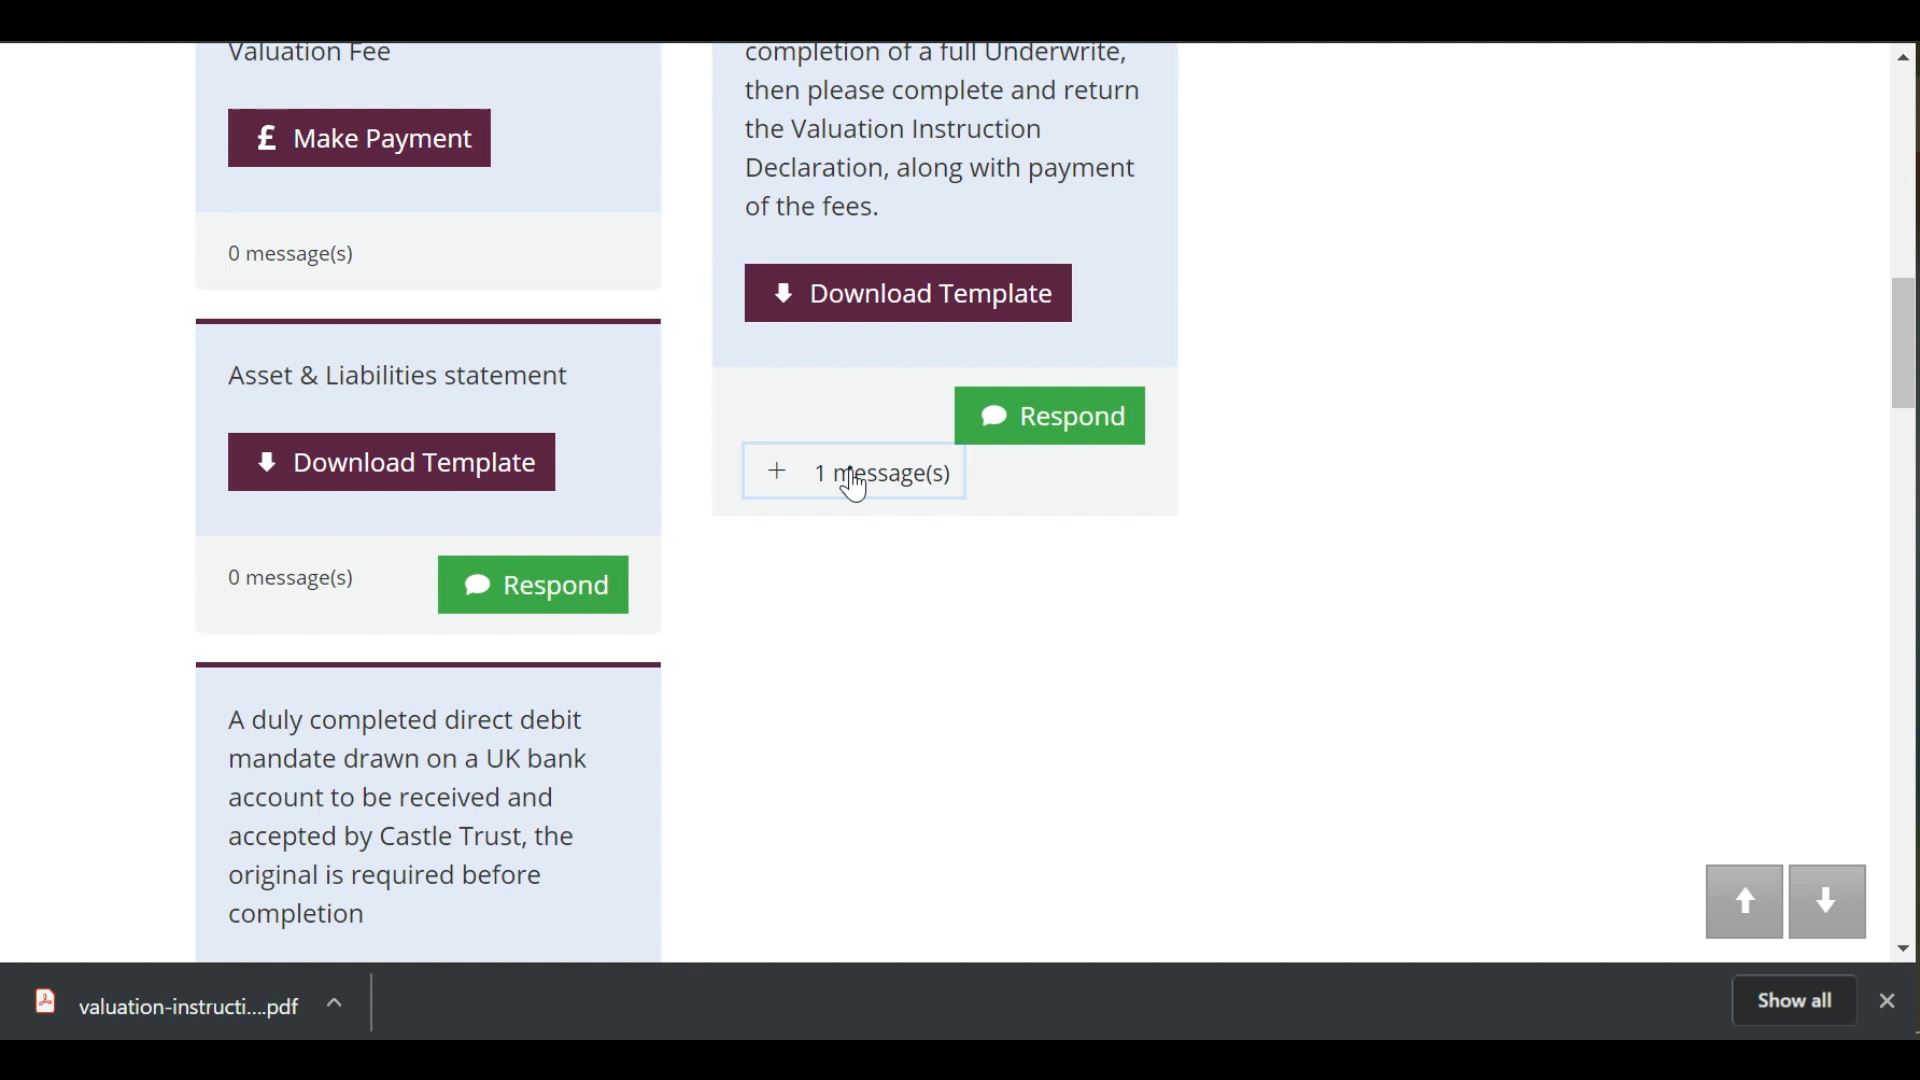 Valuation Fee
£ Make Payment
0 message(s)
Asset & Liabilities statement
Download Template
0 message(s)
Respond
A duly completed direct debit
mandate drawn on a UK bank
account to be received and
accepted by Castle Trust, the
original is required before
completion
completion of a full Underwrite,
then please complete and return
the Valuation Instruction
Declaration, along with payment
of the fees.
Download Template
Respond
+ 1 message(s)
valuation-instructi....pdf
Show all